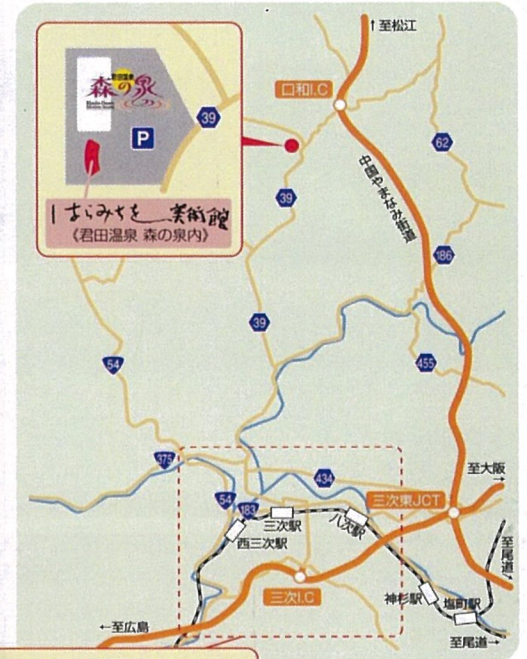 ↑至松江
口和I.C
君田温泉
森の泉
P
39
はらみちを美術館
《君田温泉 森の泉内》
39
62
中国やまなみ街道
186
39
54
455
375
434
至大阪→
54
183
三次東JCT
三次駅
八次駅
西三次駅
至尾道→
三次I.C
神杉駅
塩町駅
←至広島
至尾道→